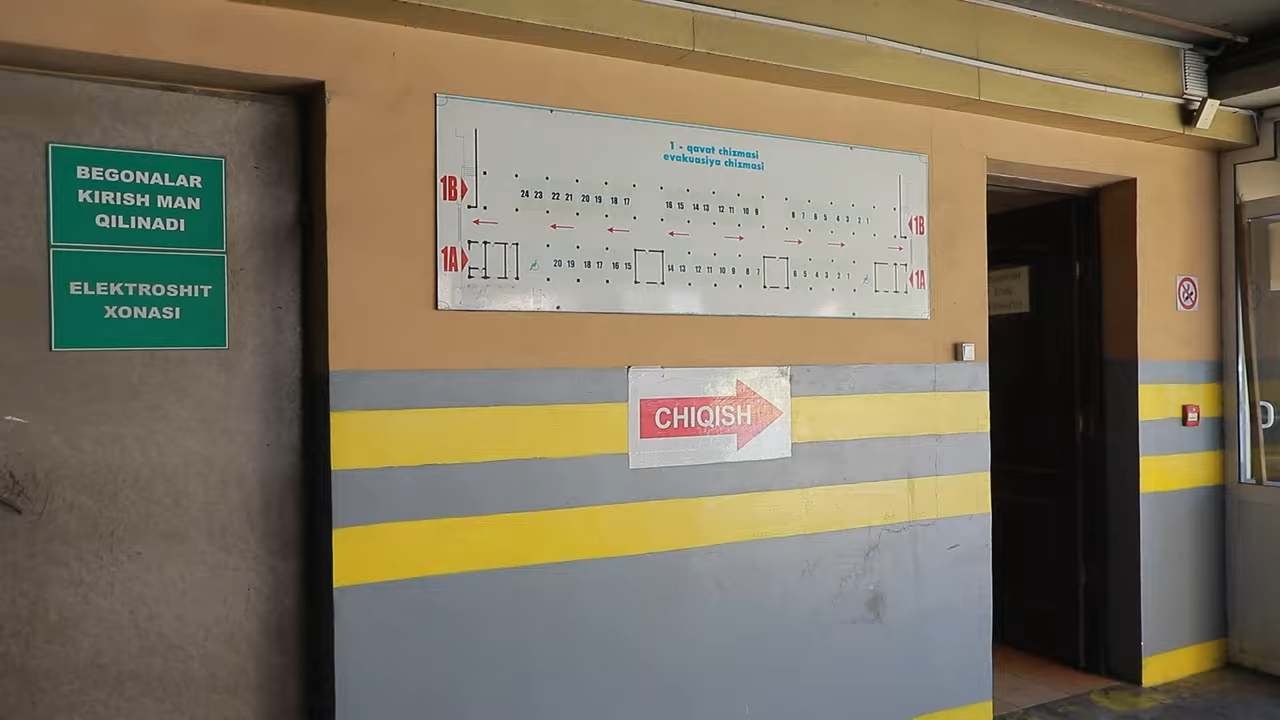 BEGONALAR
KIRISH MAN
QILINADI
ELEKTROSHIT
XONASI
1 - qavat chizmasi
evakuasiya chizmasi
1B
24 23 22 21 20 19 18 17 16 15 14 13 12 11 10 9 8 7 6 5 4 3 2 1
1B
1A
20 19 18 17 16 15 14 13 12 11 10 9 8 7 6 5 4 3 2 1
1A
CHIQISH